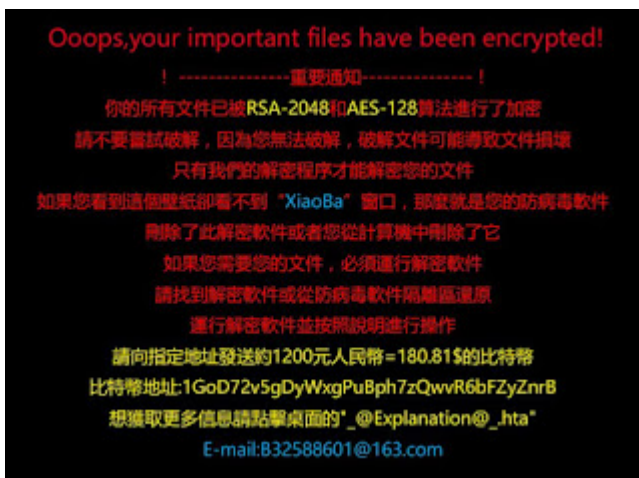 Ooops,your important files have been encrypted!
! ---------------重要通知--------------- !
你的所有文件已被RSA-2048和AES-128算法進行了加密
請不要嘗試破解，因為您無法破解，破解文件可能導致文件損壞
只有我們的解密程序才能解密您的文件
如果您看到這個壁紙卻看不到“XiaoBa”窗口，那麼就是您的防病毒軟件
刪除了此解密軟件或者您從計算機中刪除了它
如果您需要您的文件，必須運行解密軟件
請找到解密軟件或從防病毒軟件隔離區還原
運行解密軟件並按照說明進行操作
請向指定地址發送約1200元人民幣=180.81$的比特幣
比特幣地址:1GoD72v5gDyWxgPuBph7zQwvR6bFZyZnrB
想獲取更多信息請點擊桌面的"_@Explanation@_.hta"
E-mail:B32588601@163.com